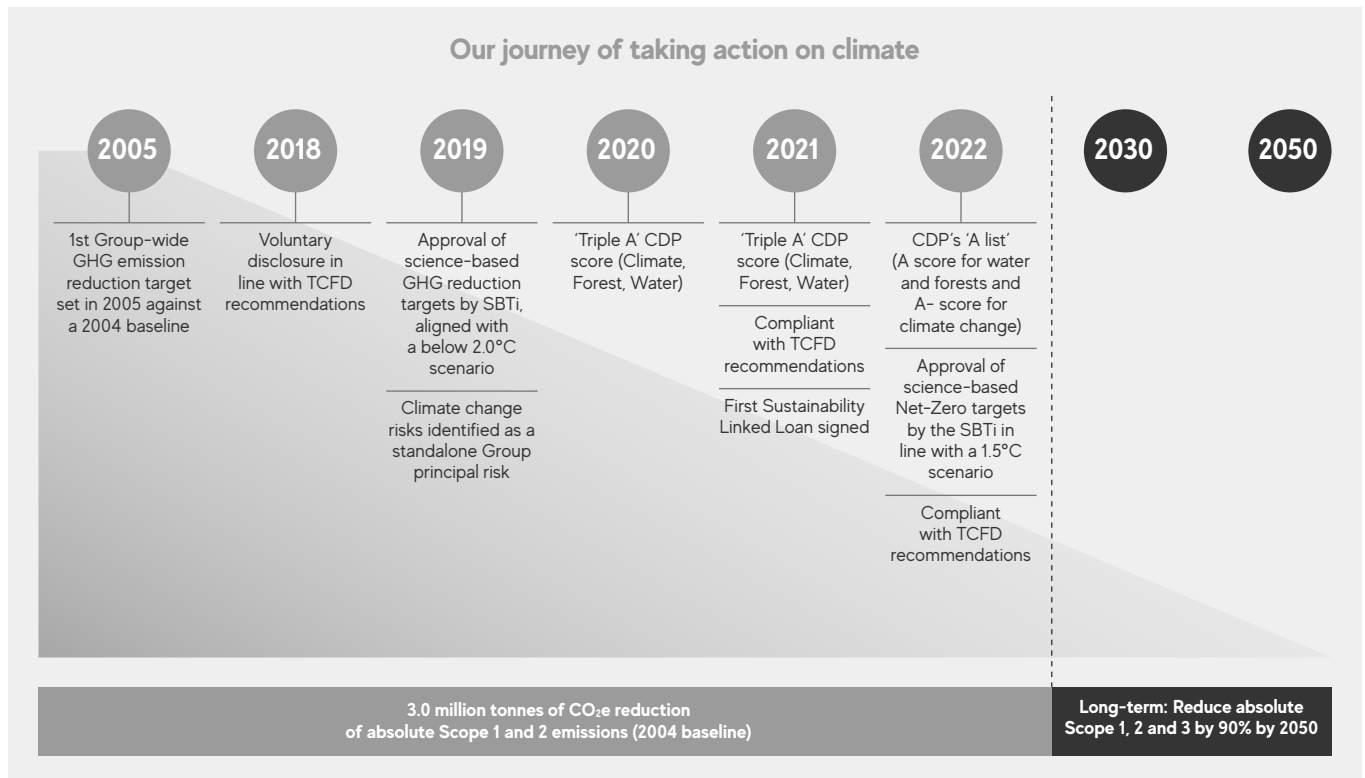 Our journey of taking action on climate
2005
1st Group-wide
GHG emission
reduction target
set in 2005 against
a 2004 baseline
2018
Voluntary
disclosure in
line with TCFD
recommendations
2019
Approval of
science-based
GHG reduction
targets by SBTi,
aligned with
a below 2.0°C
scenario
Climate change
risks identified as a
standalone Group
principal risk
2020
‘Triple A’ CDP
score (Climate,
Forest, Water)
2021
‘Triple A’ CDP
score (Climate,
Forest, Water)
Compliant
with TCFD
recommendations
First Sustainability
Linked Loan signed
2022
CDP’s ‘A list’
(A score for water
and forests and
A- score for
climate change)
Approval of
science-based
Net-Zero targets
by the SBTi in
line with a 1.5°C
scenario
Compliant
with TCFD
recommendations
2030
2050
3.0 million tonnes of CO₂e reduction
of absolute Scope 1 and 2 emissions (2004 baseline)
Long-term: Reduce absolute
Scope 1, 2 and 3 by 90% by 2050